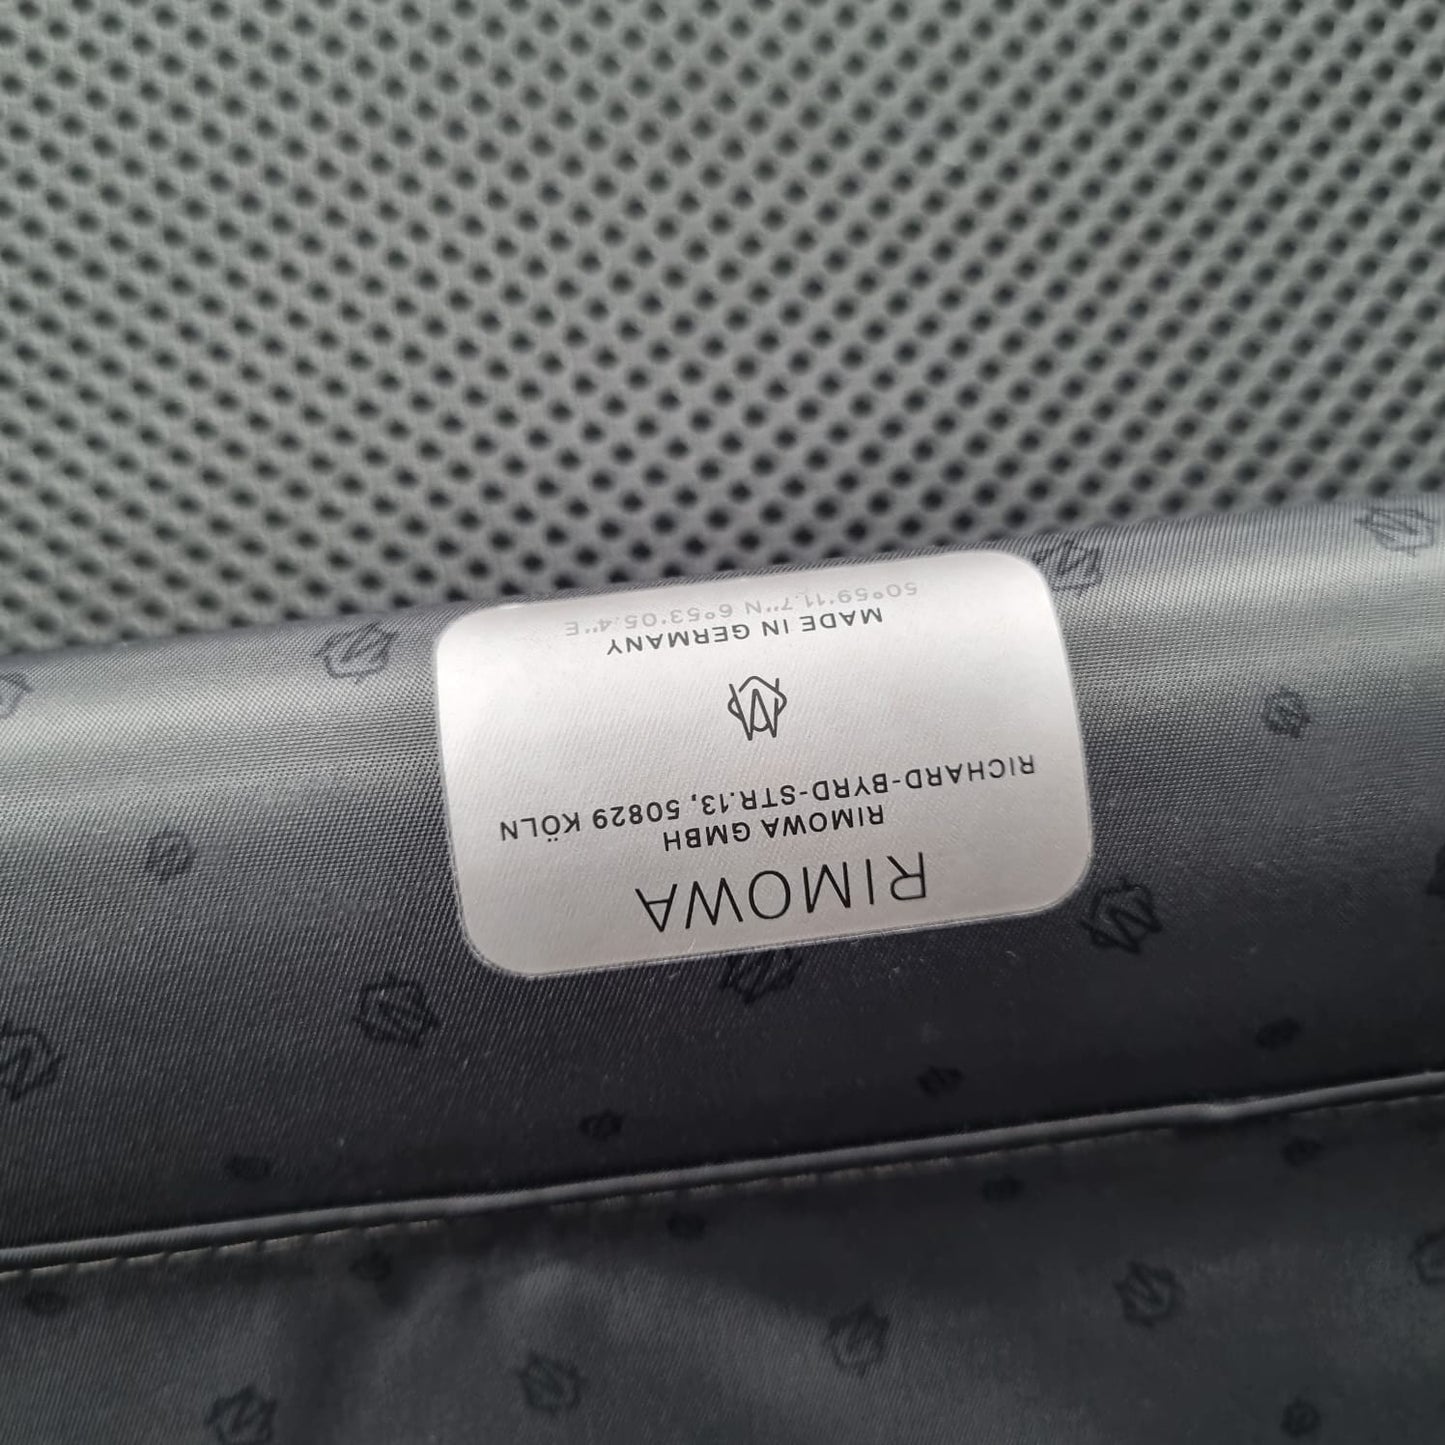 RIMOWA
RIMOWA GMBH
RICHARD-BYRD-STR.13, 50829 KÖLN
MADE IN GERMANY
50°59'11.7''N 6°53'05.4''E